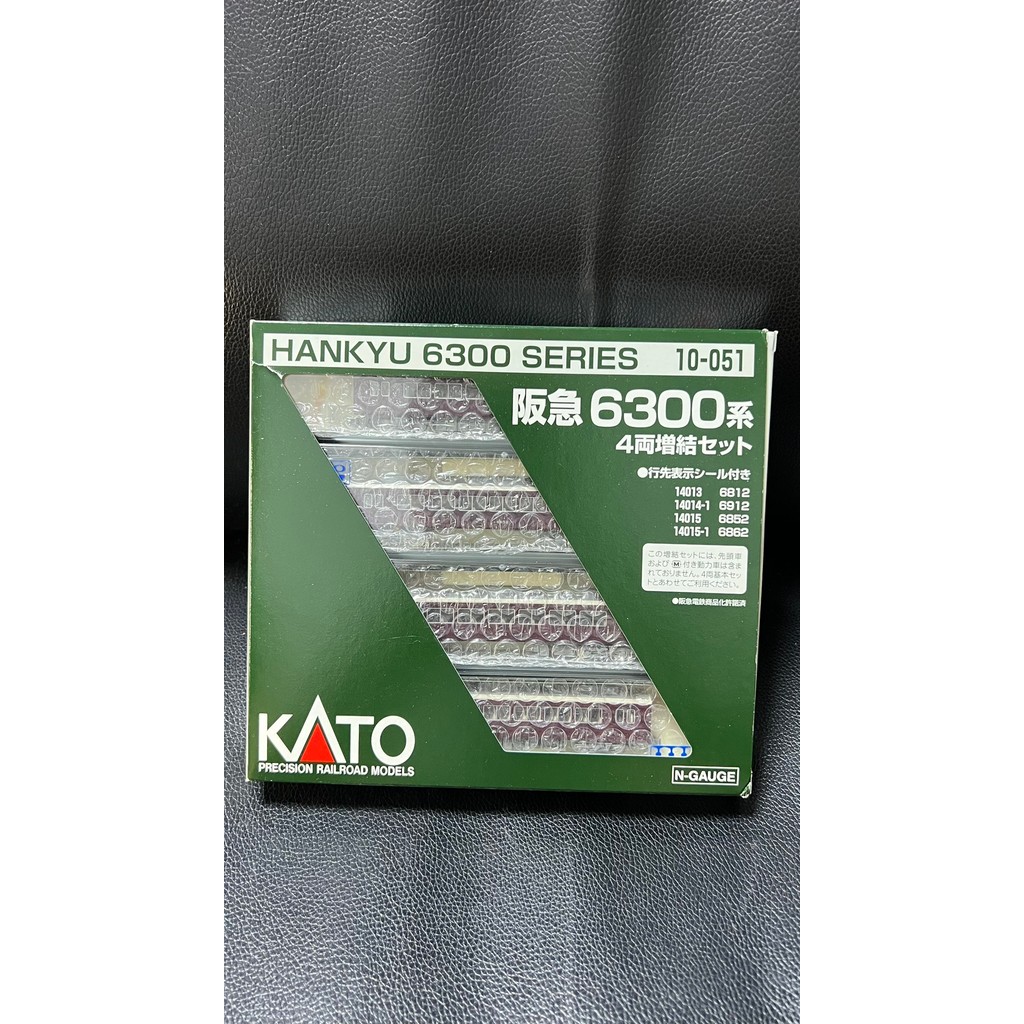 HANKYU 6300 SERIES 10-051
阪急6300系
4両増結セット
●行先表示シール付き
14013 6812
14014-1 6912
14015 6852
14015-1 6862
この増結セットには、先頭車
およびⓂ付き動力車は含ま
れておりません。4両基本セッ
トとあわせてご利用ください。
●阪急電鉄商品化許諾済
KATO
PRECISION RAILROAD MODELS
N-GAUGE